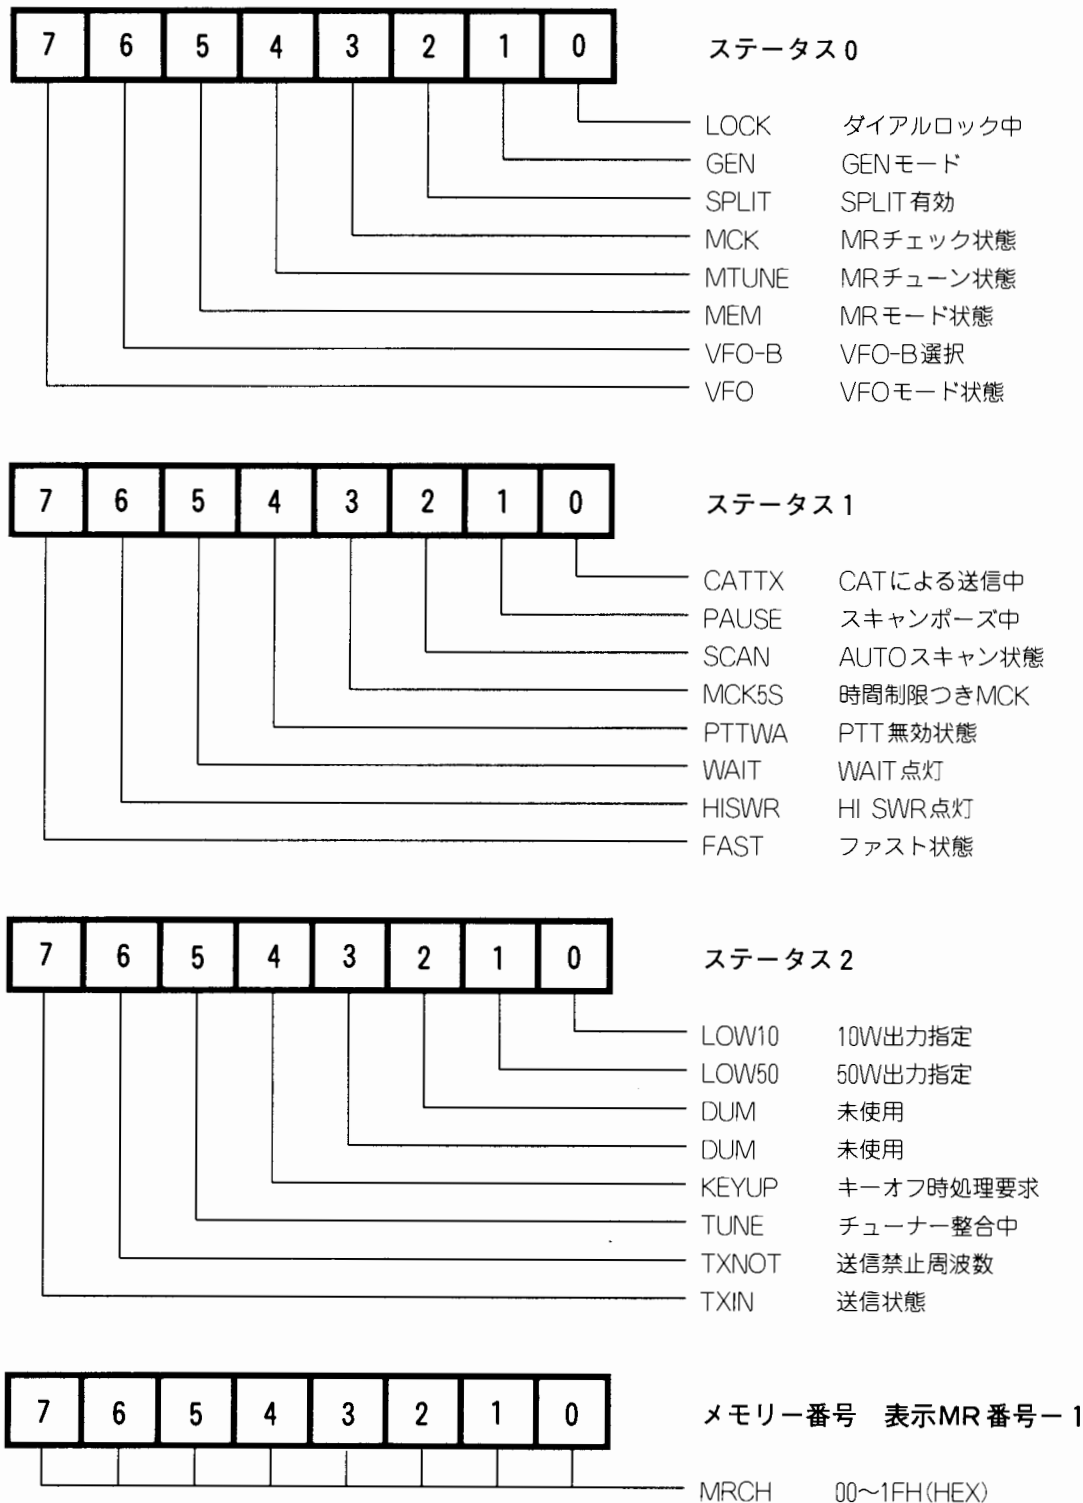 7 6 5 4 3 2 1 0 ステータス0
LOCK ダイアルロック中
GEN GENモード
SPLIT SPLIT有効
MCK MRチェック状態
MTUNE MRチューン状態
MEM MRモード状態
VFO-B VFO-B選択
VFO VFOモード状態
7 6 5 4 3 2 1 0 ステータス1
CATTX CATによる送信中
PAUSE スキャンポーズ中
SCAN AUTOスキャン状態
MCK5S 時間制限つきMCK
PTTWA PTT無効状態
WAIT WAIT点灯
HISWR HI SWR点灯
FAST ファスト状態
7 6 5 4 3 2 1 0 ステータス2
LOW10 10W出力指定
LOW50 50W出力指定
DUM 未使用
DUM 未使用
KEYUP キーオフ時処理要求
TUNE チューナー整合中
TXNOT 送信禁止周波数
TXIN 送信状態
7 6 5 4 3 2 1 0 メモリー番号 表示MR番号－1
MRCH 00〜1FH(HEX)